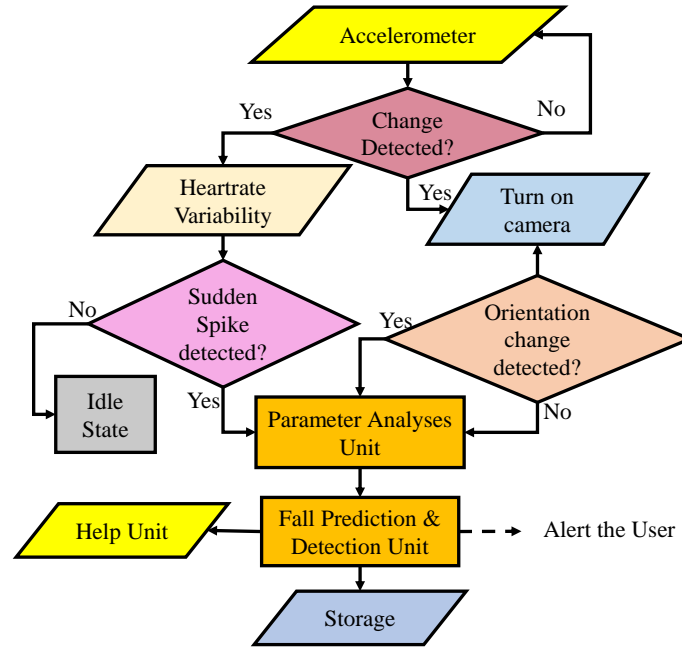 Accelerometer
Yes
No
Change
Detected?
Heartrate
Variability
Yes
Turn on
camera
No
Sudden
Spike
detected?
Yes
Orientation
change
detected?
Idle
State
Yes
Parameter Analyses
Unit
No
Help Unit
Fall Prediction &
Detection Unit
Alert the User
Storage